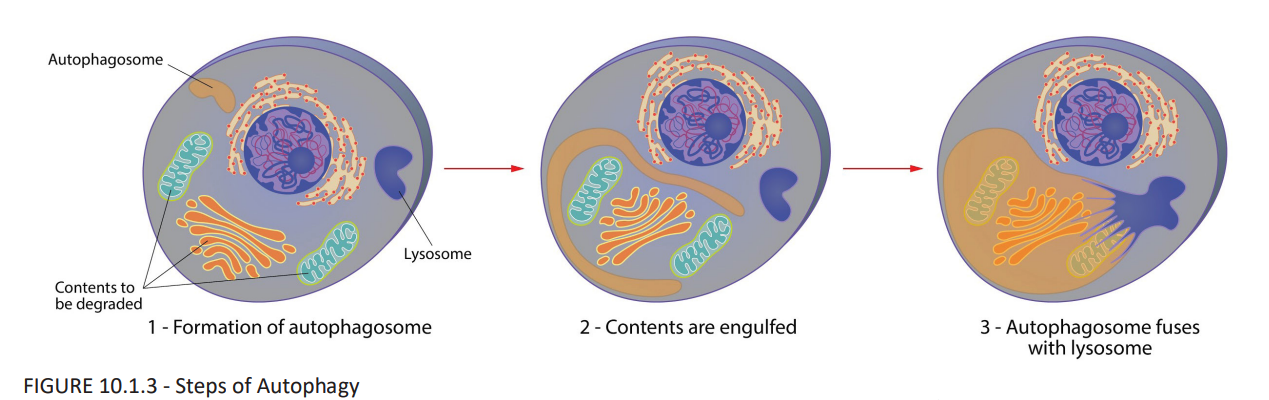 Autophagosome
Lysosome
Contents to
be degraded
1 - Formation of autophagosome
2 - Contents are engulfed
3 - Autophagosome fuses
with lysosome
FIGURE 10.1.3 - Steps of Autophagy